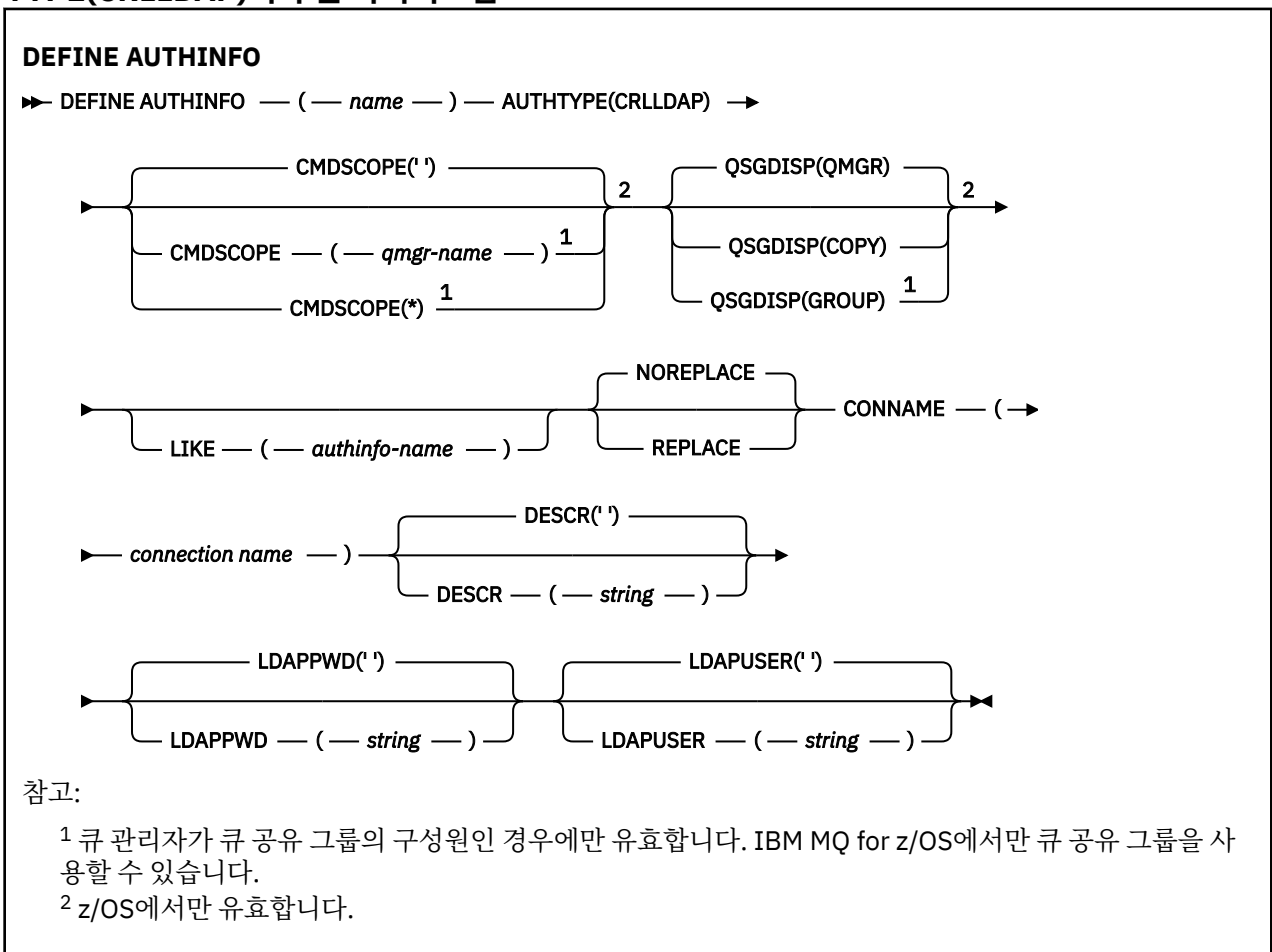 DEFINE AUTHINFO
DEFINE AUTHINFO ( name ) AUTHTYPE(CRLLDAP)
CMDSCOPE(' ')
CMDSCOPE ( qmgr-name ) 1
CMDSCOPE(*) 1
2
QSGDISP(QMGR)
QSGDISP(COPY)
QSGDISP(GROUP) 1
2
LIKE ( authinfo-name )
NOREPLACE
REPLACE
CONNAME (
connection name )
DESCR(' ')
DESCR ( string )
LDAPPWD(' ')
LDAPPWD ( string )
LDAPUSER(' ')
LDAPUSER ( string )
참고:
1 큐 관리자가 큐 공유 그룹의 구성원인 경우에만 유효합니다. IBM MQ for z/OS에서만 큐 공유 그룹을 사
용할 수 있습니다.
2 z/OS에서만 유효합니다.